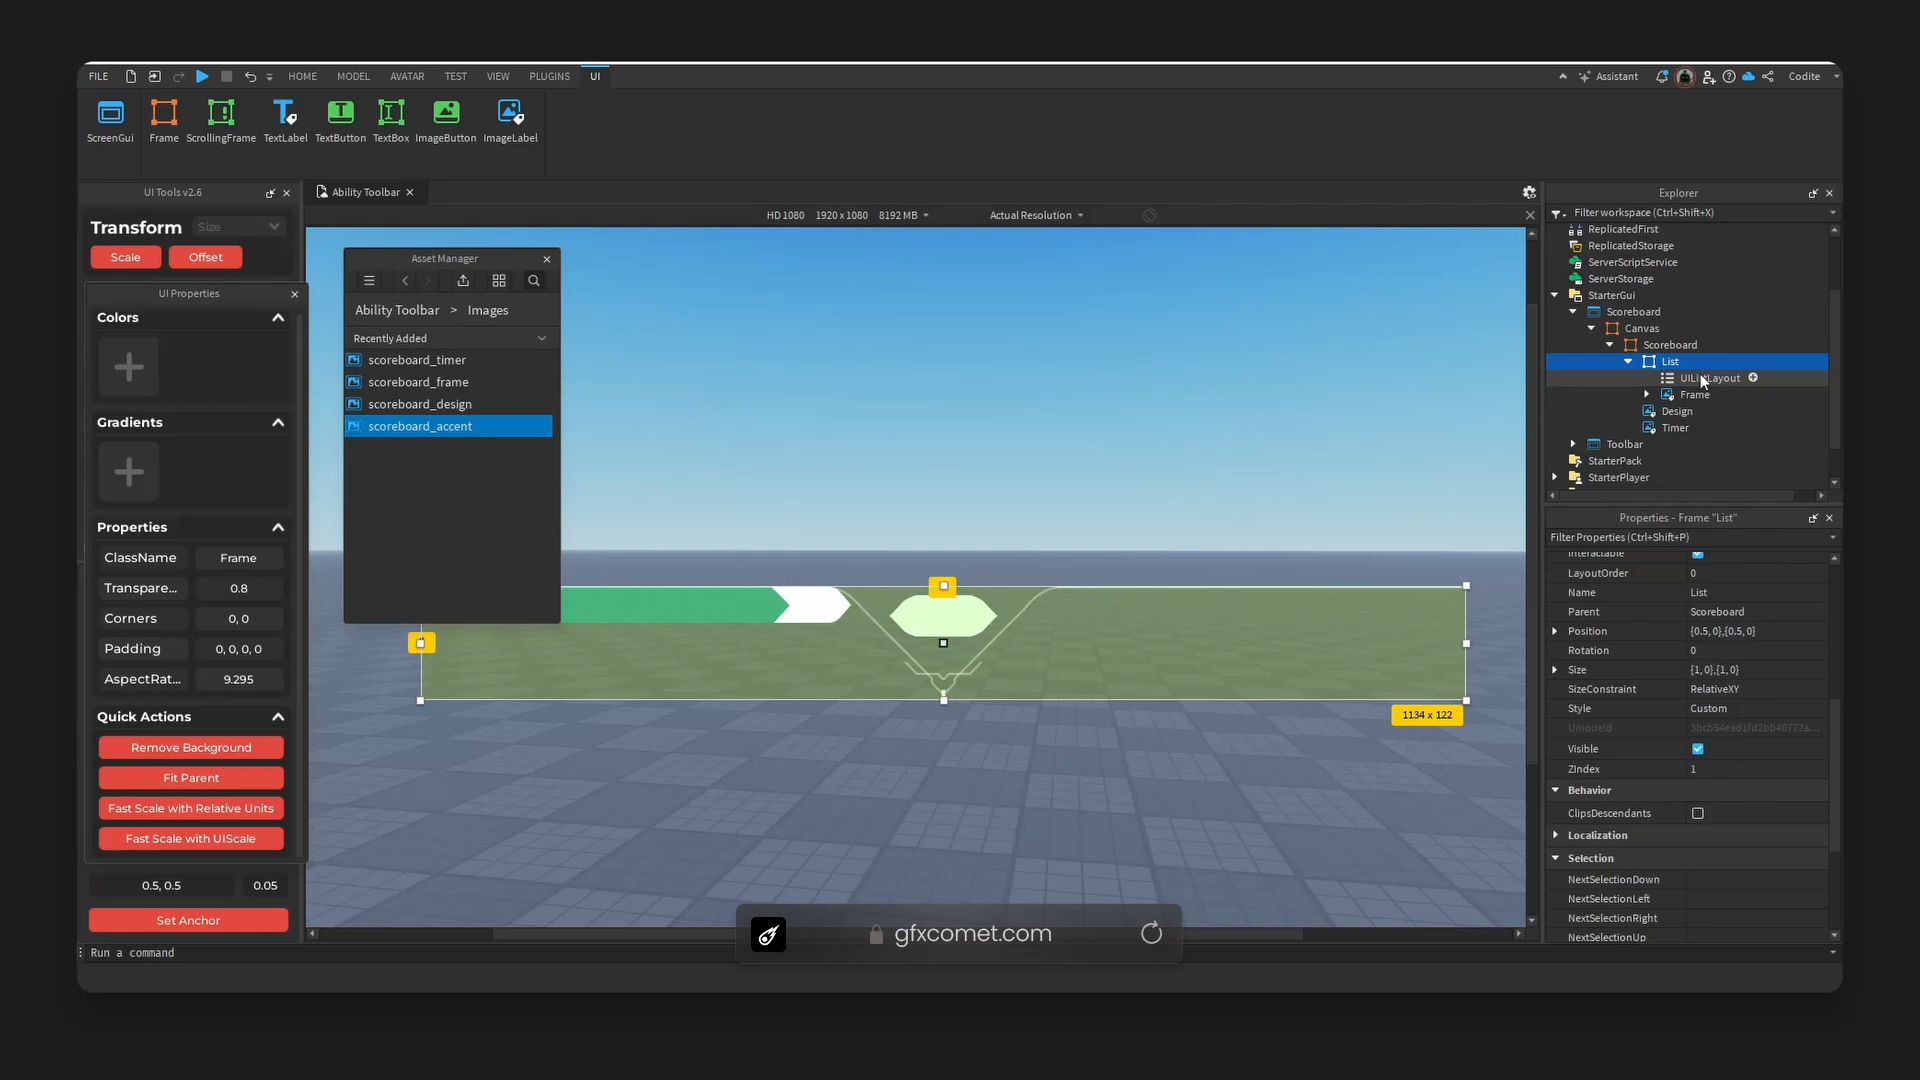 FILE HOME MODEL AVATAR TEST VIEW PLUGINS UI Assistant Codite
ScreenGui Frame ScrollingFrame TextLabel TextButton TextBox ImageButton ImageLabel
UI Tools v2.6
Transform Size
Scale Offset
UI Properties
Colors
Gradients
Properties
ClassName Frame
Transpare... 0.8
Corners 0, 0
Padding 0, 0, 0, 0
AspectRat... 9.295
Quick Actions
Remove Background
Fit Parent
Fast Scale with Relative Units
Fast Scale with UIScale
0.5, 0.5 0.05
Set Anchor
Run a command
Ability Toolbar
HD 1080 1920 x 1080 8192 MB Actual Resolution
Asset Manager
Ability Toolbar > Images
Recently Added
scoreboard_timer
scoreboard_frame
scoreboard_design
scoreboard_accent
1134 x 122
gfxcomet.com
Explorer
Filter workspace (Ctrl+Shift+X)
ReplicatedFirst
ReplicatedStorage
ServerScriptService
ServerStorage
StarterGui
Scoreboard
Canvas
Scoreboard
List
UIListLayout
Frame
Design
Timer
Toolbar
StarterPack
StarterPlayer
Properties - Frame "List"
Filter Properties (Ctrl+Shift+P)
Interactable
LayoutOrder 0
Name List
Parent Scoreboard
Position {0.5, 0},{0.5, 0}
Rotation 0
Size {1, 0},{1, 0}
SizeConstraint RelativeXY
Style Custom
UniqueId
Visible
ZIndex 1
Behavior
ClipsDescendants
Localization
Selection
NextSelectionDown
NextSelectionLeft
NextSelectionRight
NextSelectionUp